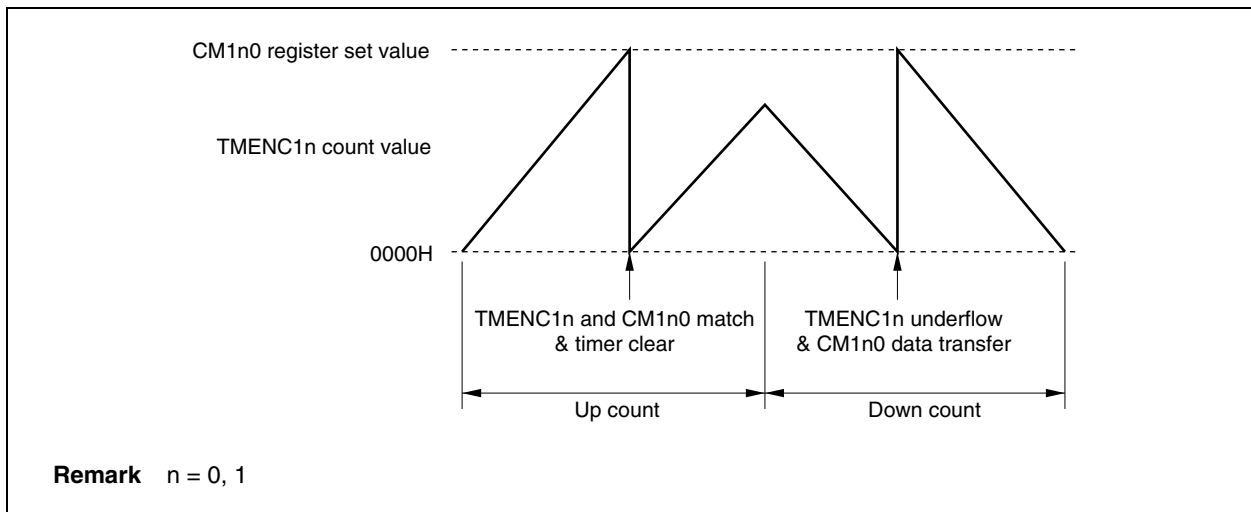 CM1n0 register set value
TMENC1n count value
0000H
TMENC1n and CM1n0 match
& timer clear
TMENC1n underflow
& CM1n0 data transfer
Up count
Down count
Remark n = 0, 1